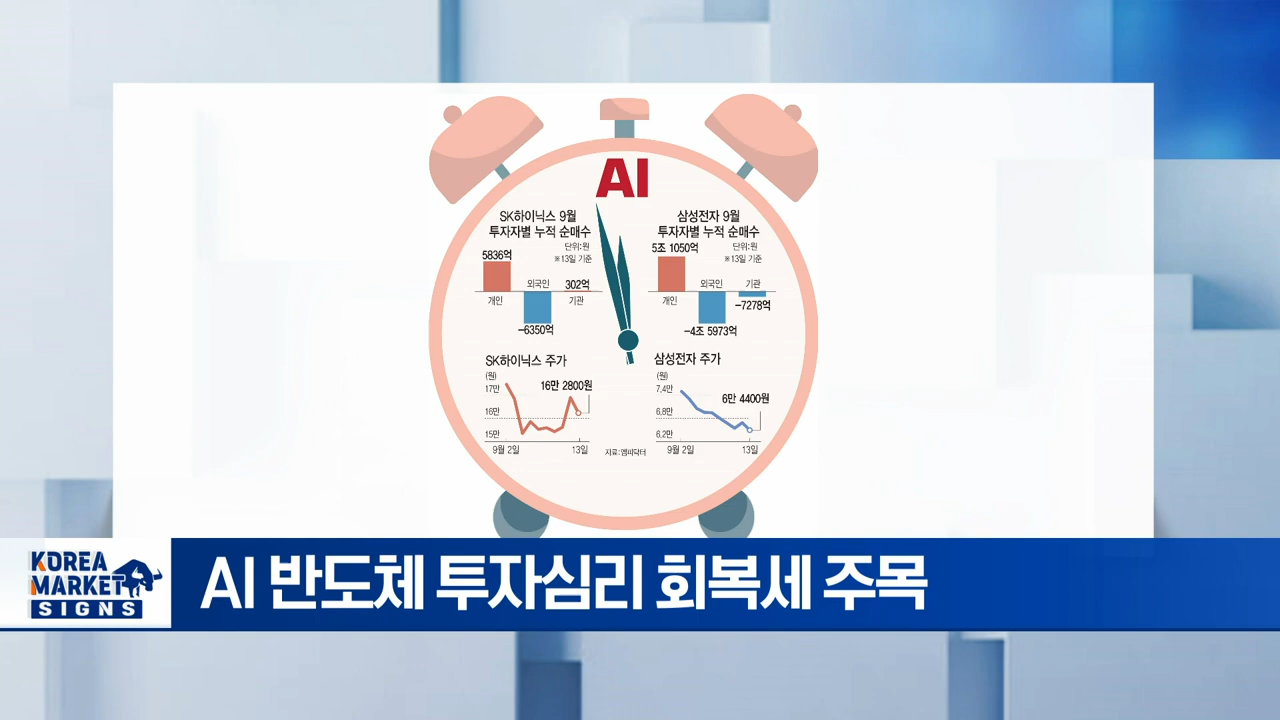 AI
SK하이닉스 9월
투자자별 누적 순매수
단위:원
※13일 기준
5836억
외국인
302억
개인
기관
-6350억
삼성전자 9월
투자자별 누적 순매수
단위:원
※13일 기준
5조 1050억
외국인
기관
개인
-7278억
-4조 5973억
SK하이닉스 주가
(원)
17만
16만 2800원
16만
15만
9월 2일
13일
삼성전자 주가
(원)
7.4만
6만 4400원
6.8만
6.2만
9월 2일
13일
자료:엠피닥터
KOREA
MARKET
SIGNS
AI 반도체 투자심리 회복세 주목